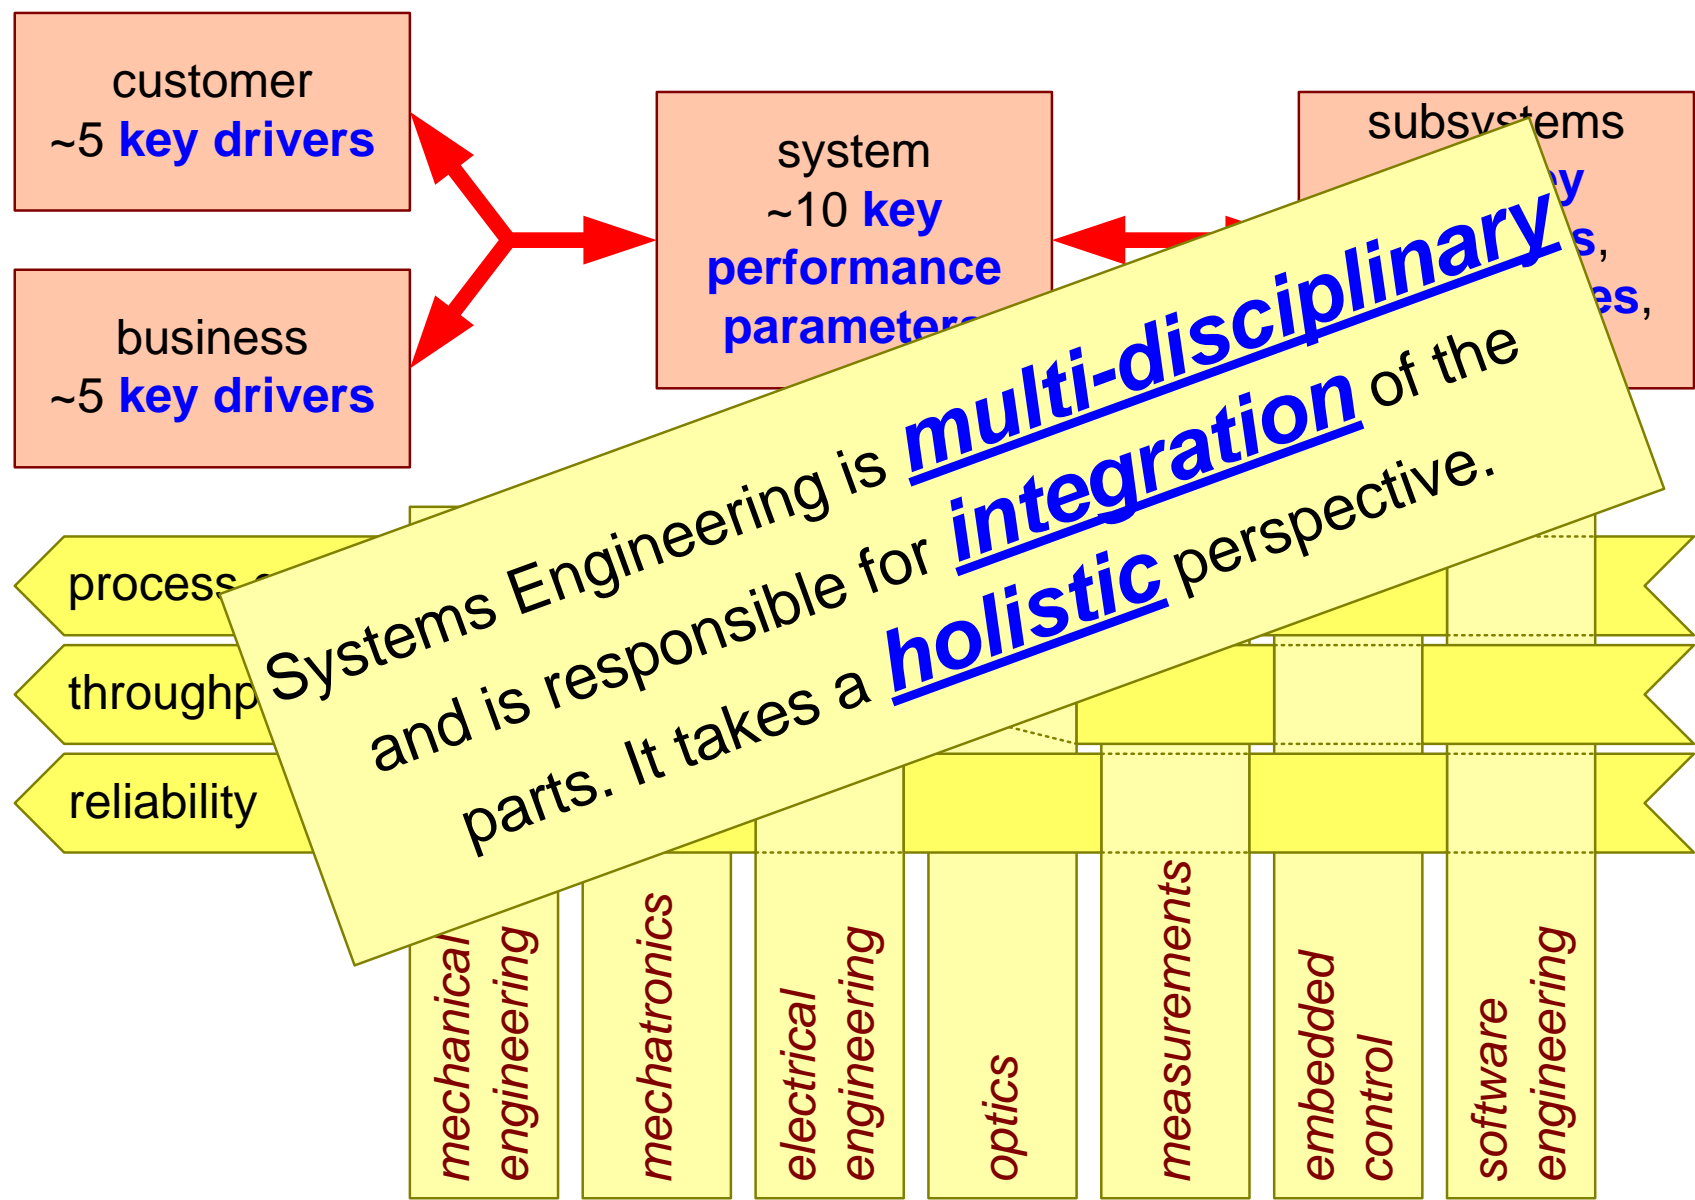 customer
~5 key drivers
business
~5 key drivers
system
~10 key
performance
parameters
subsystems
Systems Engineering is multi-disciplinary
and is responsible for integration of the
parts. It takes a holistic perspective.
process
reliability
mechanical
engineering
mechatronics
electrical
engineering
optics
measurements
embedded
control
software
engineering